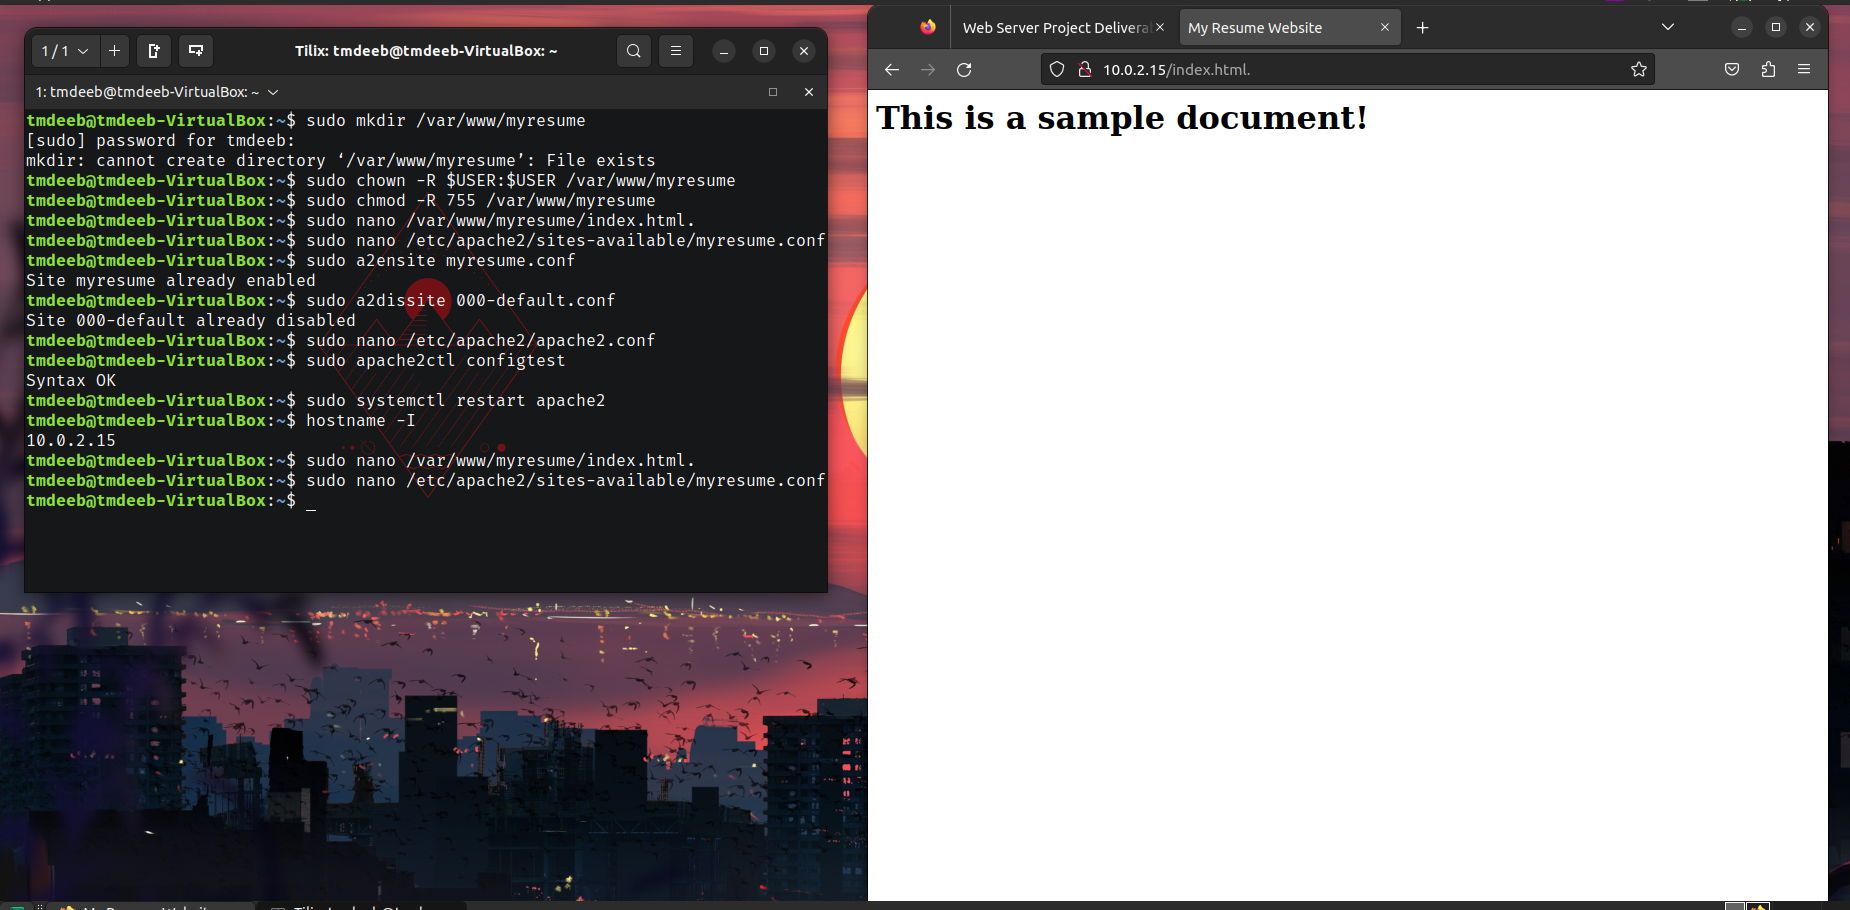 1 / 1
Tilix: tmdeeb@tmdeeb-VirtualBox: ~
1: tmdeeb@tmdeeb-VirtualBox: ~
tmdeeb@tmdeeb-VirtualBox:~$ sudo mkdir /var/www/myresume
[sudo] password for tmdeeb:
mkdir: cannot create directory ‘/var/www/myresume’: File exists
tmdeeb@tmdeeb-VirtualBox:~$ sudo chown -R $USER:$USER /var/www/myresume
tmdeeb@tmdeeb-VirtualBox:~$ sudo chmod -R 755 /var/www/myresume
tmdeeb@tmdeeb-VirtualBox:~$ sudo nano /var/www/myresume/index.html.
tmdeeb@tmdeeb-VirtualBox:~$ sudo nano /etc/apache2/sites-available/myresume.conf
tmdeeb@tmdeeb-VirtualBox:~$ sudo a2ensite myresume.conf
Site myresume already enabled
tmdeeb@tmdeeb-VirtualBox:~$ sudo a2dissite 000-default.conf
Site 000-default already disabled
tmdeeb@tmdeeb-VirtualBox:~$ sudo nano /etc/apache2/apache2.conf
tmdeeb@tmdeeb-VirtualBox:~$ sudo apache2ctl configtest
Syntax OK
tmdeeb@tmdeeb-VirtualBox:~$ sudo systemctl restart apache2
tmdeeb@tmdeeb-VirtualBox:~$ hostname -I
10.0.2.15
tmdeeb@tmdeeb-VirtualBox:~$ sudo nano /var/www/myresume/index.html.
tmdeeb@tmdeeb-VirtualBox:~$ sudo nano /etc/apache2/sites-available/myresume.conf
tmdeeb@tmdeeb-VirtualBox:~$ _
Web Server Project Delivera
My Resume Website
10.0.2.15/index.html.
This is a sample document!